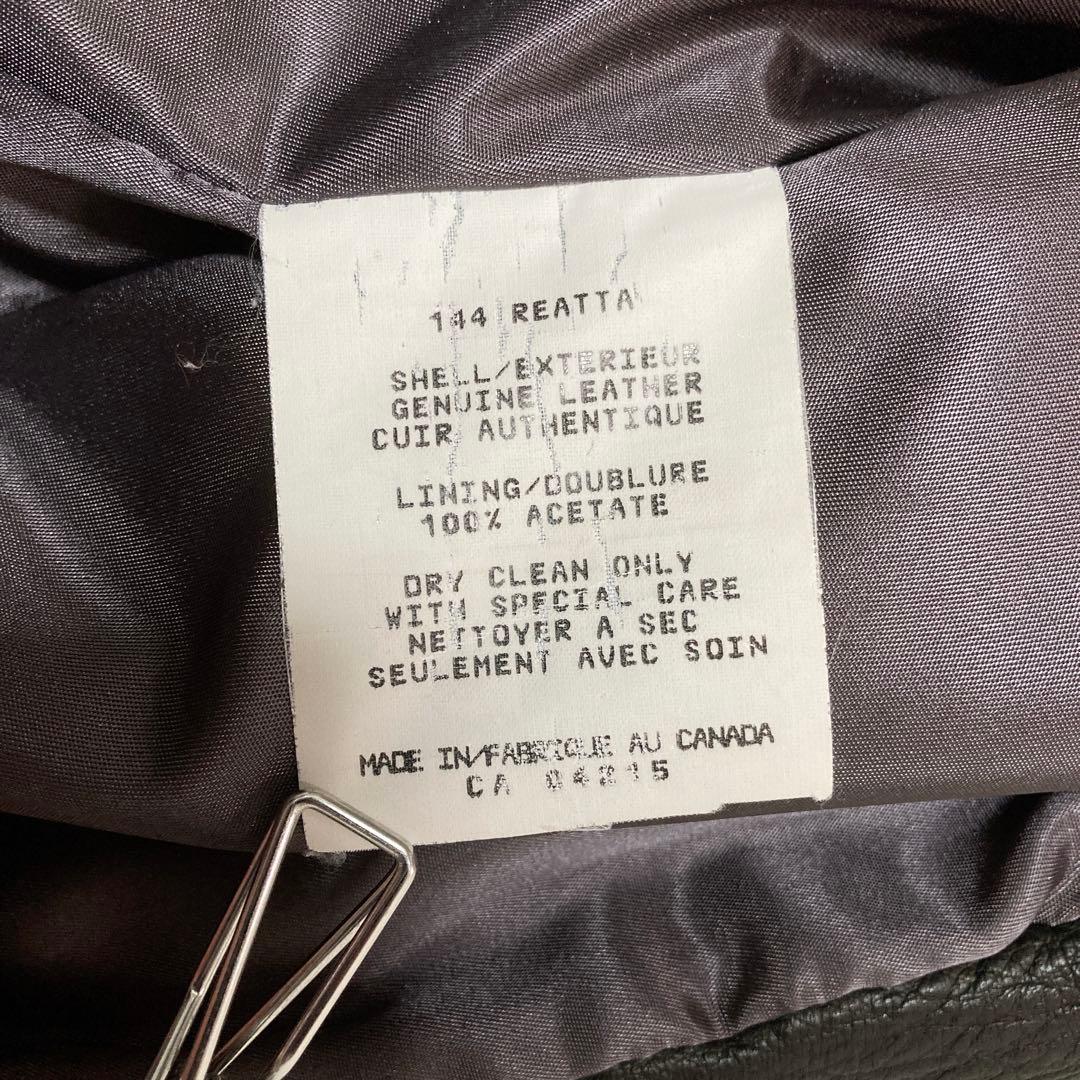 144 REATTA
SHELL/EXTERIEUR
GENUINE LEATHER
CUIR AUTHENTIQUE
LINING/DOUBLURE
100% ACETATE
DRY CLEAN ONLY
WITH SPECIAL CARE
NETTOYER A SEC
SEULEMENT AVEC SOIN
MADE IN/FABRIQUE AU CANADA
CA 04215